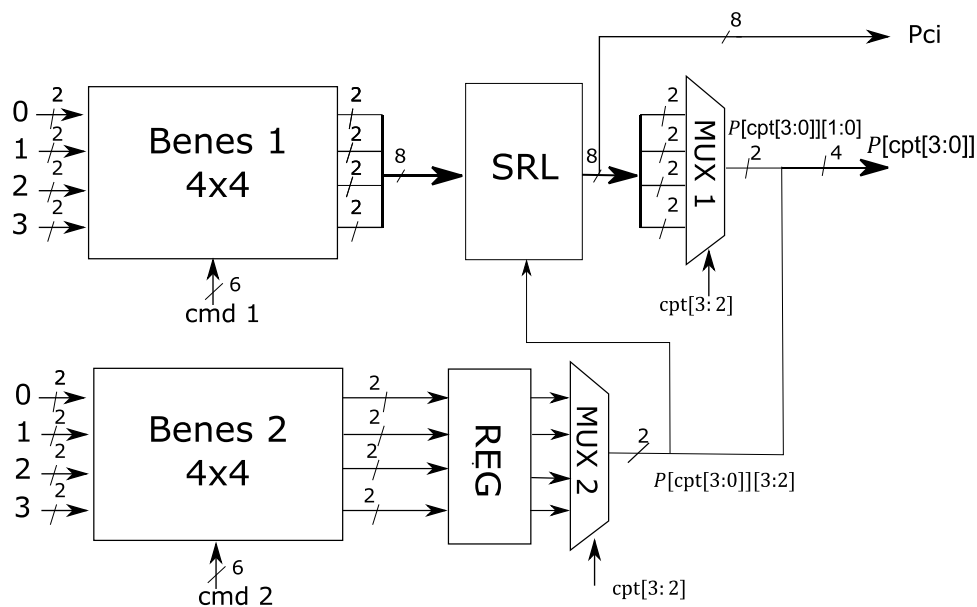 8
Pci
0 2
1 2
2 2
3 2
Benes 1
4x4
2
2
2
2
8
SRL
8
2
2
2
2
MUX 1
P[cpt[3:0]][1:0]
2
4
P[cpt[3:0]]
6
cmd 1
cpt[3: 2]
0 2
1 2
2 2
3 2
Benes 2
4x4
2
2
2
2
REG
MUX 2
2
P[cpt[3:0]][3:2]
6
cmd 2
cpt[3: 2]